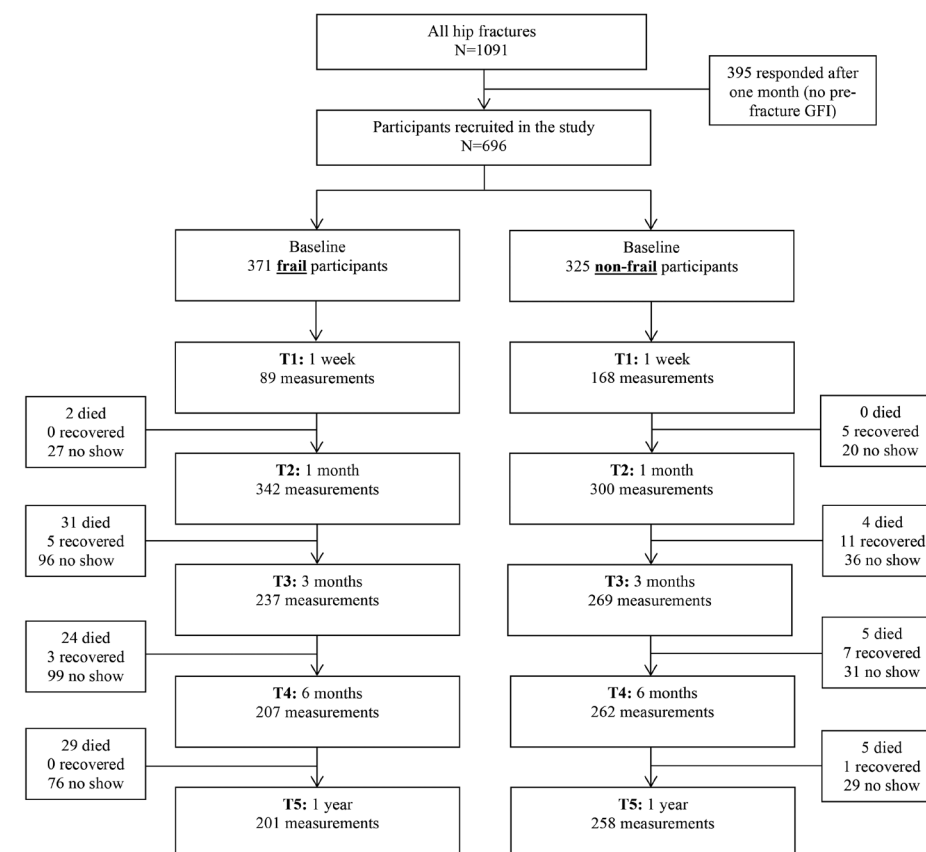 All hip fractures
N=1091
395 responded after
one month (no pre-
fracture GFI)
Participants recruited in the study
N=696
Baseline
371 frail participants
Baseline
325 non-frail participants
T1: 1 week
89 measurements
T1: 1 week
168 measurements
2 died
0 recovered
27 no show
0 died
5 recovered
20 no show
T2: 1 month
342 measurements
T2: 1 month
300 measurements
31 died
5 recovered
96 no show
4 died
11 recovered
36 no show
T3: 3 months
237 measurements
T3: 3 months
269 measurements
24 died
3 recovered
99 no show
5 died
7 recovered
31 no show
T4: 6 months
207 measurements
T4: 6 months
262 measurements
29 died
0 recovered
76 no show
5 died
1 recovered
29 no show
T5: 1 year
201 measurements
T5: 1 year
258 measurements